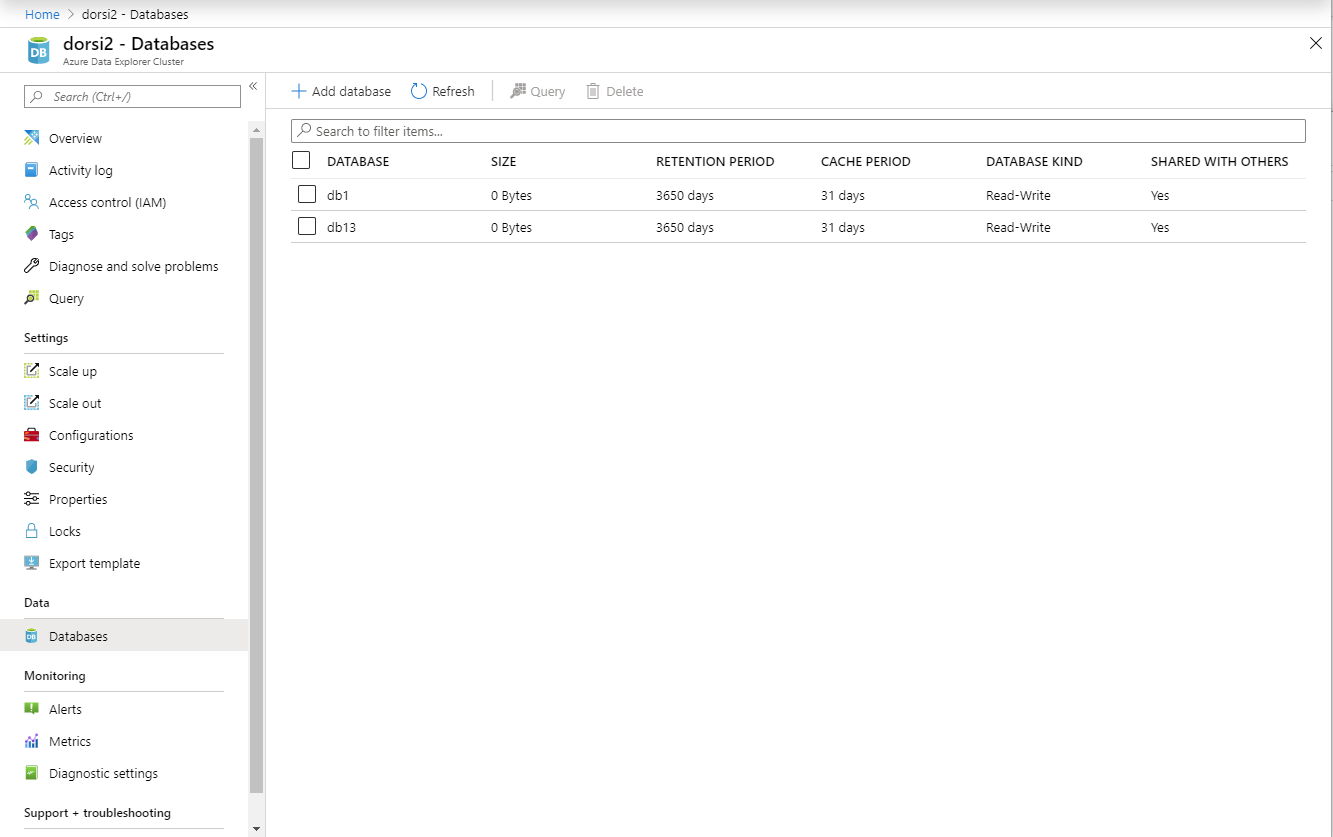 Home > dorsi2 - Databases
DB
dorsi2 - Databases
Azure Data Explorer Cluster
Search (Ctrl+/)
«
Overview
Activity log
Access control (IAM)
Tags
Diagnose and solve problems
Query
Settings
Scale up
Scale out
Configurations
Security
Properties
Locks
Export template
Data
DB
Databases
Monitoring
Alerts
Metrics
Diagnostic settings
Support + troubleshooting
Add database Refresh Query Delete
Search to filter items...
DATABASE SIZE RETENTION PERIOD CACHE PERIOD DATABASE KIND SHARED WITH OTHERS
db1 0 Bytes 3650 days 31 days Read-Write Yes
db13 0 Bytes 3650 days 31 days Read-Write Yes